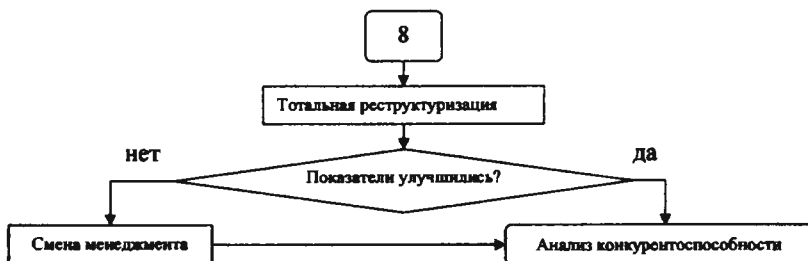 8
Тотальная реструктуризация
нет
да
Показатели улучшились?
Смена менеджмента
Анализ конкурентоспособности